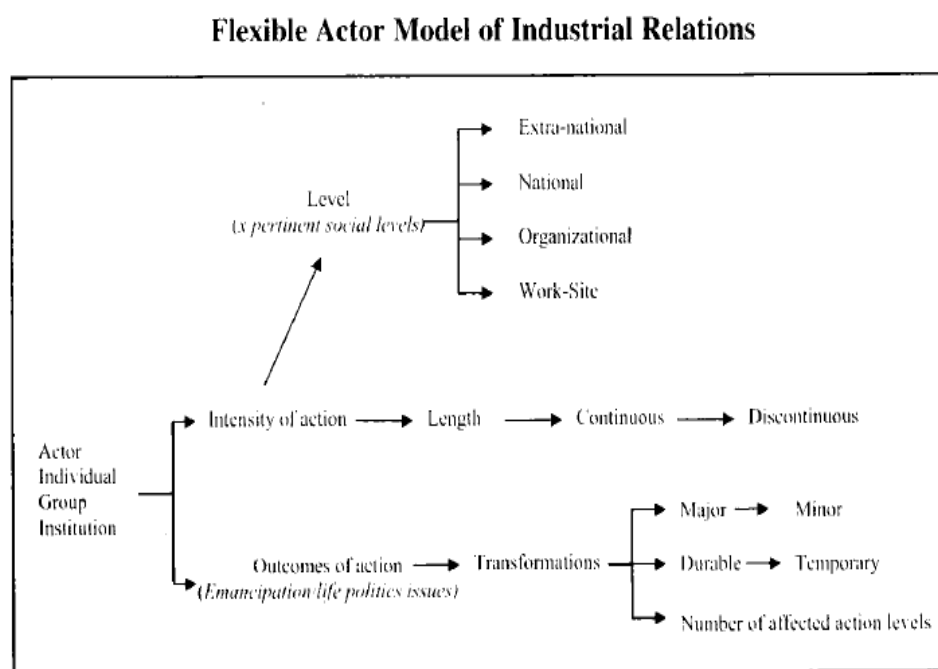 Flexible Actor Model of Industrial Relations
Extra-national
National
Level
(x pertinent social levels)
Organizational
Work-Site
Intensity of action
Length
Continuous
Discontinuous
Actor
Individual
Group
Institution
Major
Minor
Outcomes of action
(Emancipation/life politics issues)
Transformations
Durable
Temporary
Number of affected action levels